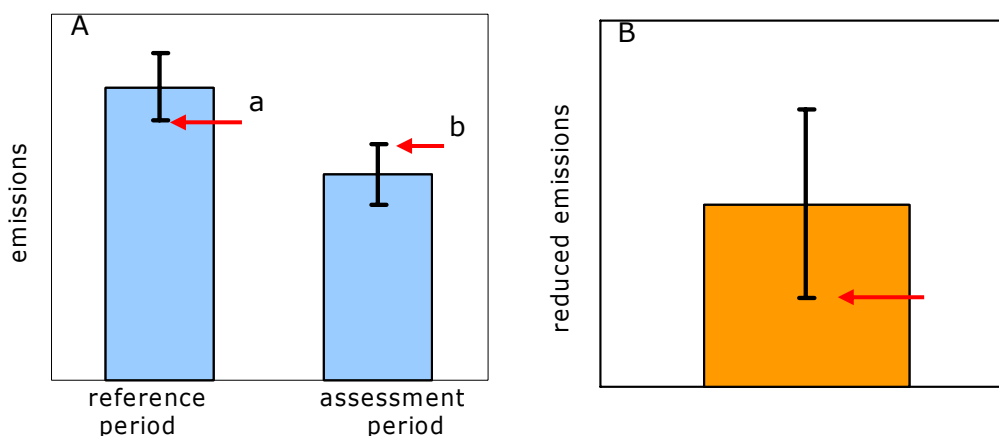 A
a
b
emissions
reference
period
assessment
period
B
reduced emissions